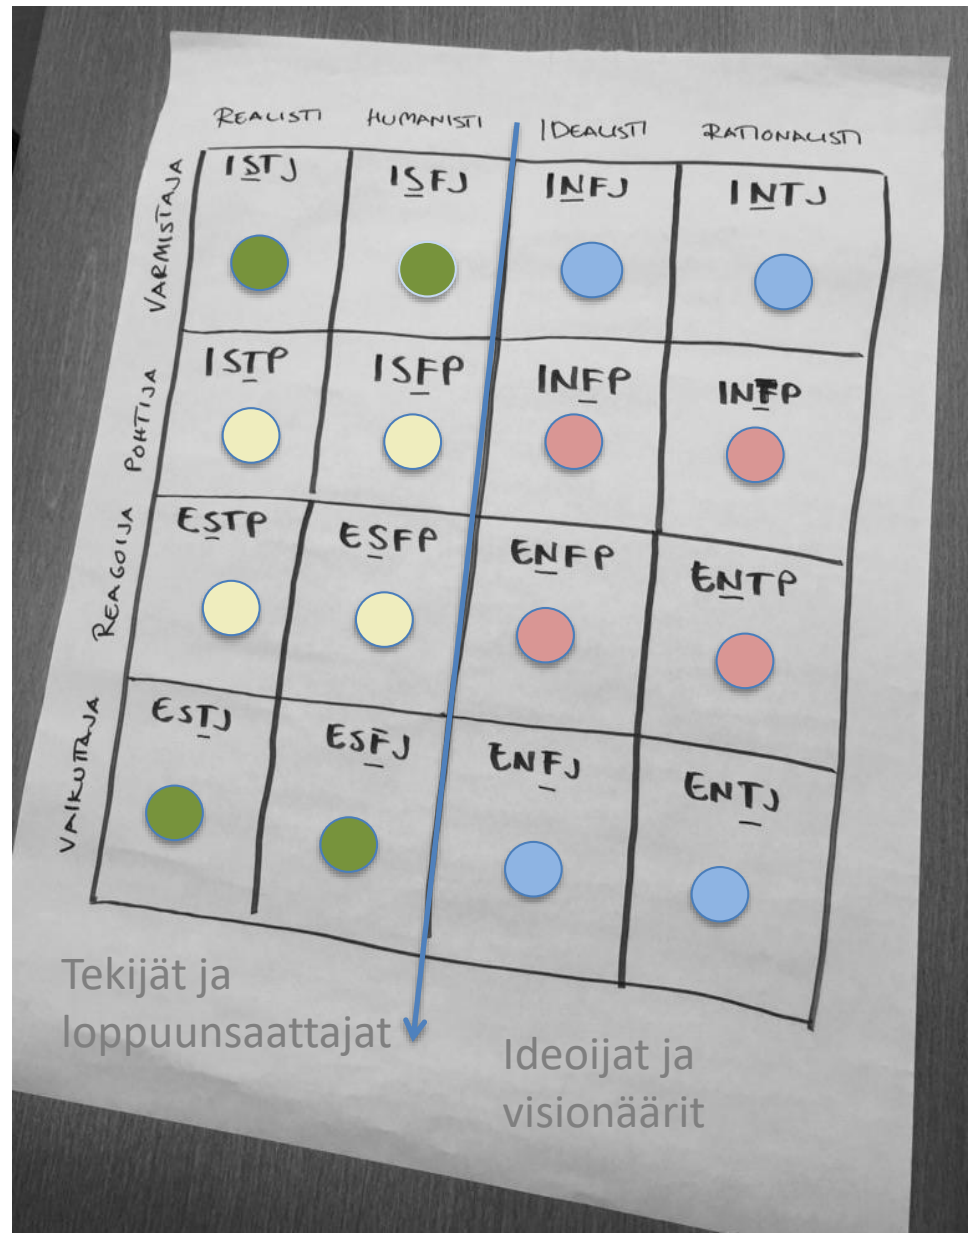 REALISTI HUMANISTI IDEALISTI RATIONALISTI
VARMISTAJA ISTJ ISFJ INFJ INTJ
POHTIJA ISTP ISFP INFP INTP
REAGOIJA ESTP ESFP ENFP ENTP
VAIKUTTAJA ESTJ ESFJ ENFJ ENTJ
Tekijät ja
loppuunsaattajat
Ideoijat ja
visionäärit